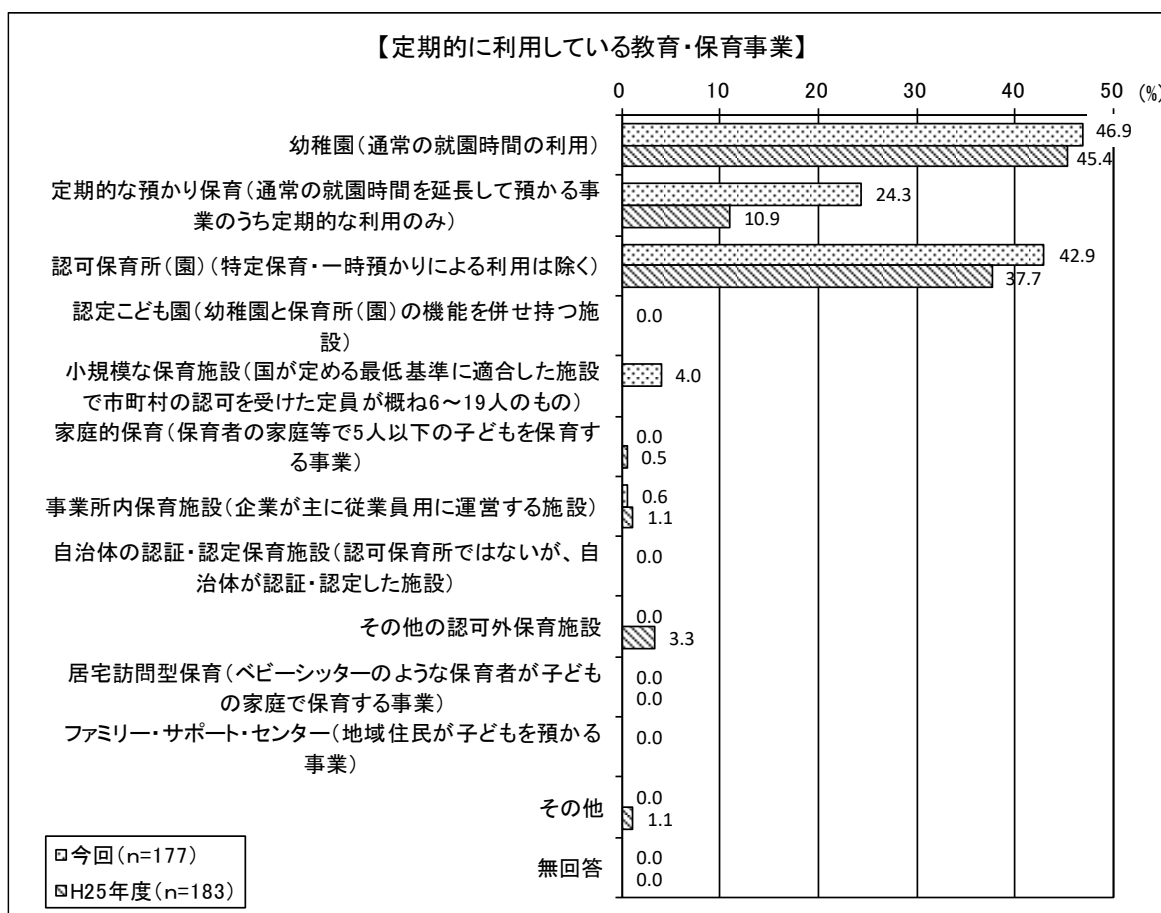 【定期的に利用している教育・保育事業】
0 10 20 30 40 50 (%)
幼稚園(通常の就園時間の利用)
46.9
45.4
定期的な預かり保育(通常の就園時間を延長して預かる事
業のうち定期的な利用のみ)
24.3
10.9
認可保育所(園)(特定保育・一時預かりによる利用は除く)
42.9
37.7
認定こども園(幼稚園と保育所(園)の機能を併せ持つ施
設)
0.0
小規模な保育施設(国が定める最低基準に適合した施設
で市町村の認可を受けた定員が概ね6～19人のもの)
4.0
家庭的保育(保育者の家庭等で5人以下の子どもを保育す
る事業)
0.0
0.5
事業所内保育施設(企業が主に従業員用に運営する施設)
0.6
1.1
自治体の認証・認定保育施設(認可保育所ではないが、自
治体が認証・認定した施設)
0.0
その他の認可外保育施設
0.0
3.3
居宅訪問型保育(ベビーシッターのような保育者が子ども
の家庭で保育する事業)
0.0
0.0
ファミリー・サポート・センター(地域住民が子どもを預かる
事業)
0.0
その他
0.0
1.1
無回答
0.0
0.0
今回(n=177)
H25年度(n=183)